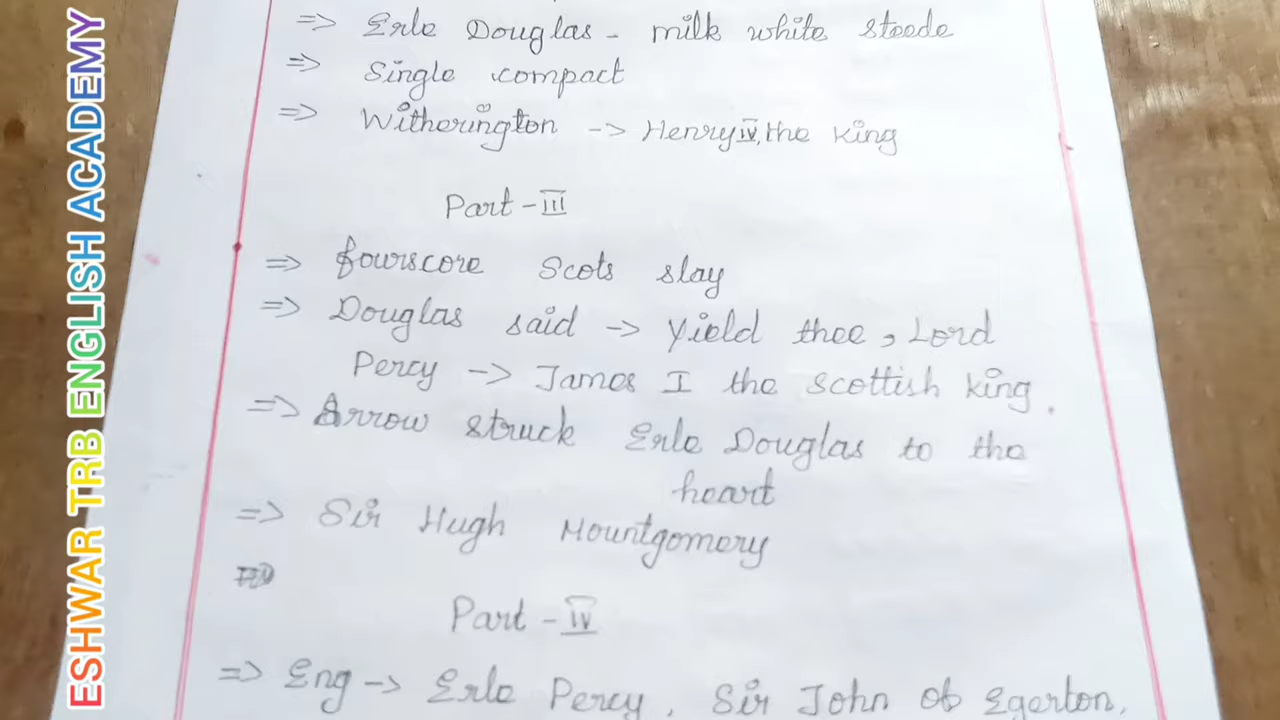 ⇒ Erle Douglas - milk white steede
⇒ Single compact
⇒ Witherington -> Henry IV, the king
Part - III
⇒ fourscore Scots slay
⇒ Douglas said -> Yield thee, Lord
Percy -> James I the scottish king.
⇒ Arrow struck Erle Douglas to the
heart
⇒ Sir Hugh Mountgomery
Part - IV
⇒ Eng -> Erle Percy, Sir John of Egerton,
ESHWAR TRB ENGLISH ACADEMY